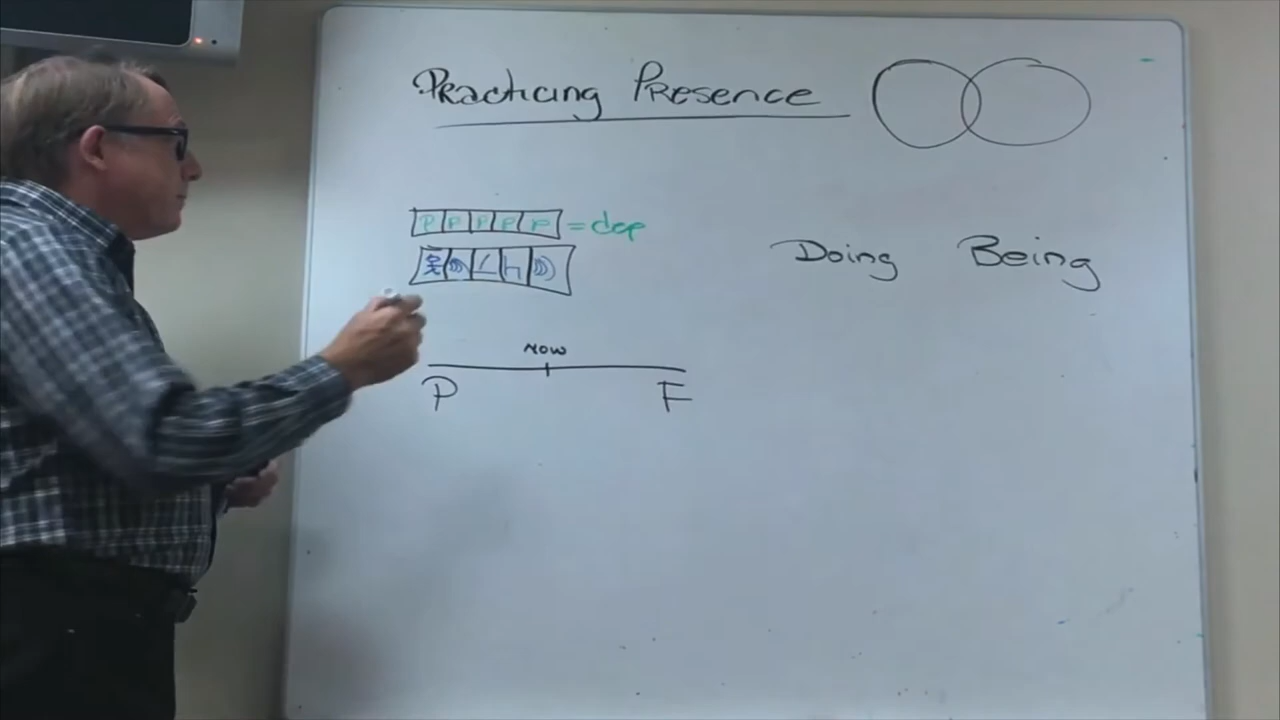 Practicing Presence
P P P P P = dep
Doing Being
NOW
P F